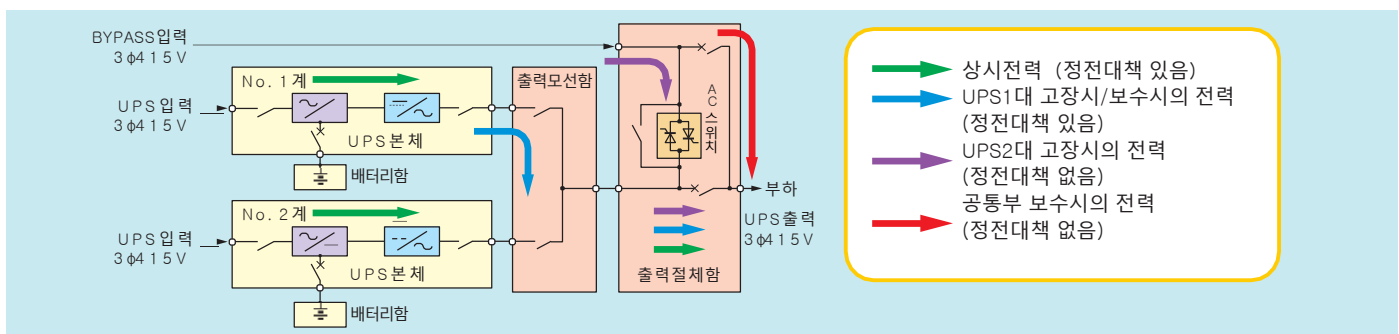 BYPASS입력
3ϕ415V
No. 1계
UPS입력
3ϕ415V
UPS본체
배터리함
출력모선함
AC스위치
부하
UPS출력
3ϕ415V
출력절체함
No. 2계
UPS입력
3ϕ415V
UPS본체
배터리함
상시전력 (정전대책 있음)
UPS1대 고장시/보수시의 전력
(정전대책 있음)
UPS2대 고장시의 전력
(정전대책 없음)
공통부 보수시의 전력
(정전대책 없음)